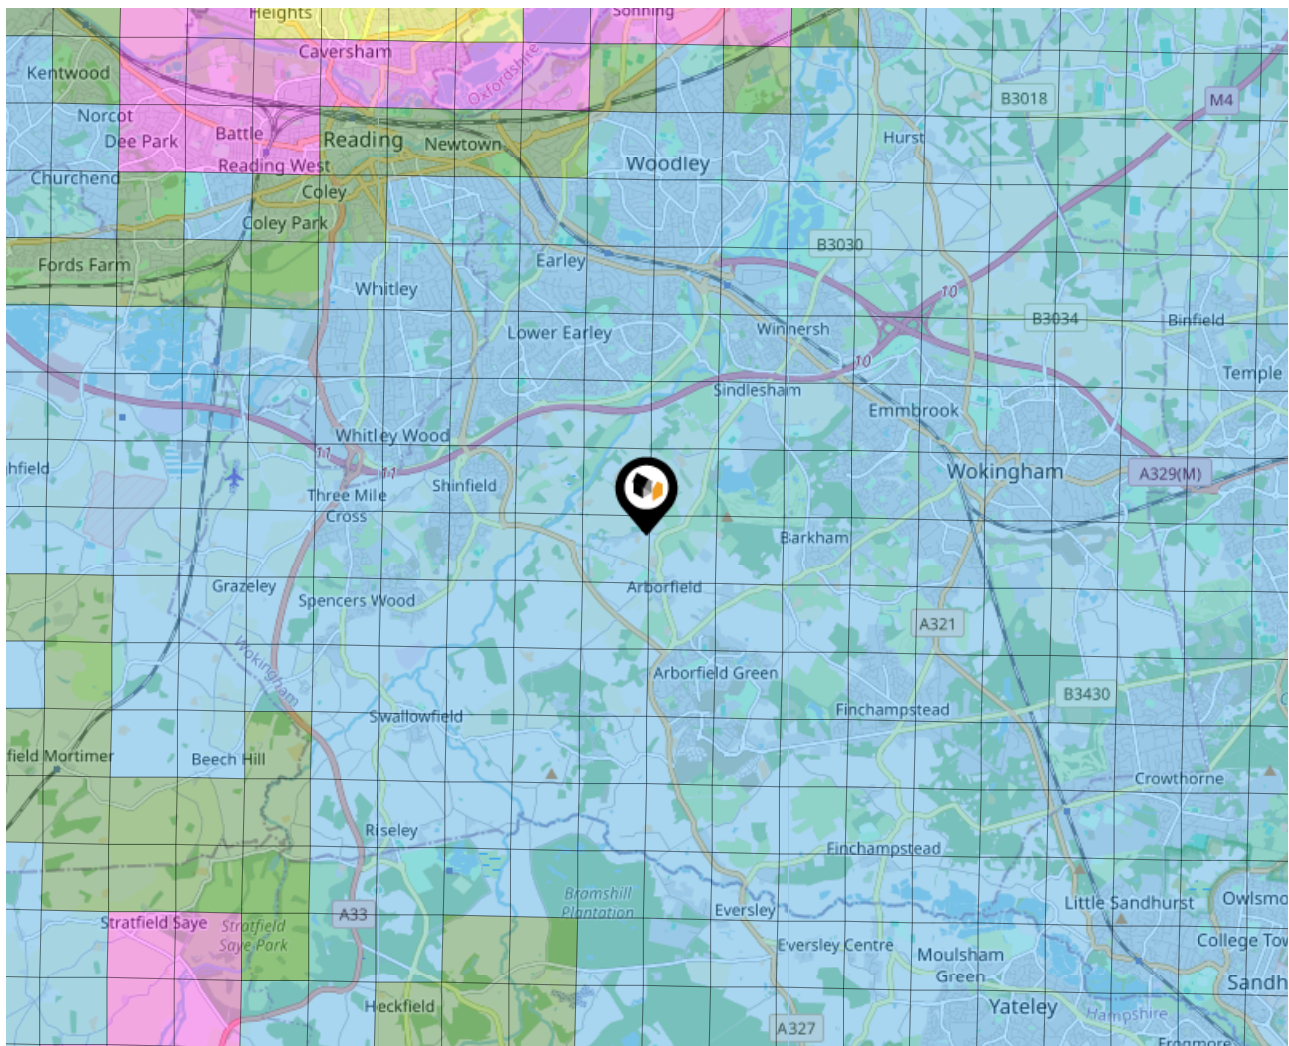 Heights
Sonning
Caversham
Kentwood
Oxfordshire
B3018
M4
Norcot
Dee Park
Battle
Reading
Newtown
Hurst
Reading West
Woodley
Churchend
Coley
Coley Park
B3030
Fords Farm
Earley
Whitley
10
Lower Earley
Winnersh
B3034
Binfield
10
Temple
Sindlesham
Emmbrook
Whitley Wood
11
11
hfield
Shinfield
Wokingham
A329(M)
Three Mile
Cross
Barkham
Grazeley
Spencers Wood
Arborfield
A321
Wokingham
Arborfield Green
B3430
Swallowfield
Finchampstead
field Mortimer
Beech Hill
Crowthorne
Riseley
Finchampstead
Bramshill
Plantation
Little Sandhurst
Owlsmo
Stratfield Saye
Stratfield
Saye Park
A33
Eversley
Eversley Centre
College Tow
Moulsham
Green
Sandh
Heckfield
Yateley
Hampshire
A327
Frogmore